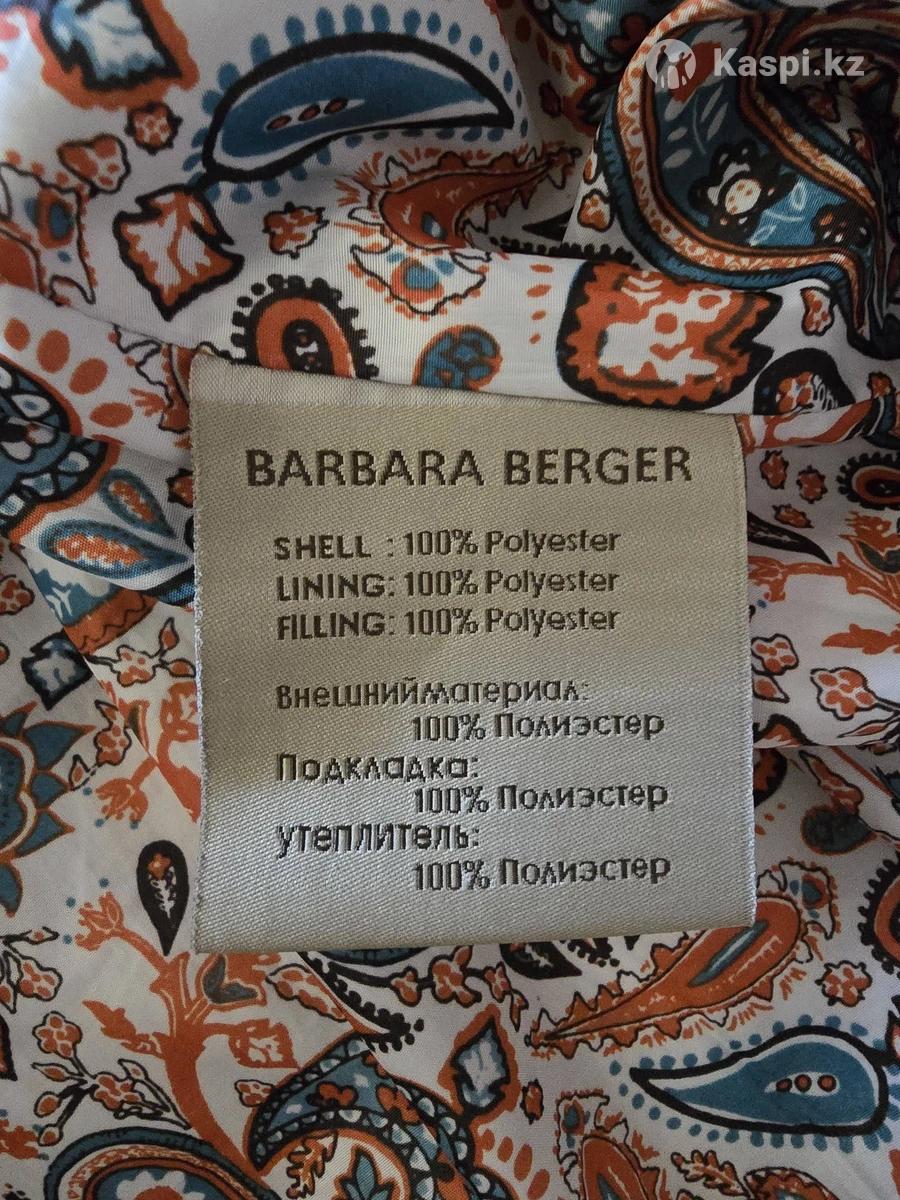 Kaspi.kz
BARBARA BERGER
SHELL : 100% Polyester
LINING: 100% Polyester
FILLING: 100% Polyester
Внешнийматериал:
100% Полиэстер
Подкладка:
100% Полиэстер
утеплитель:
100% Полиэстер